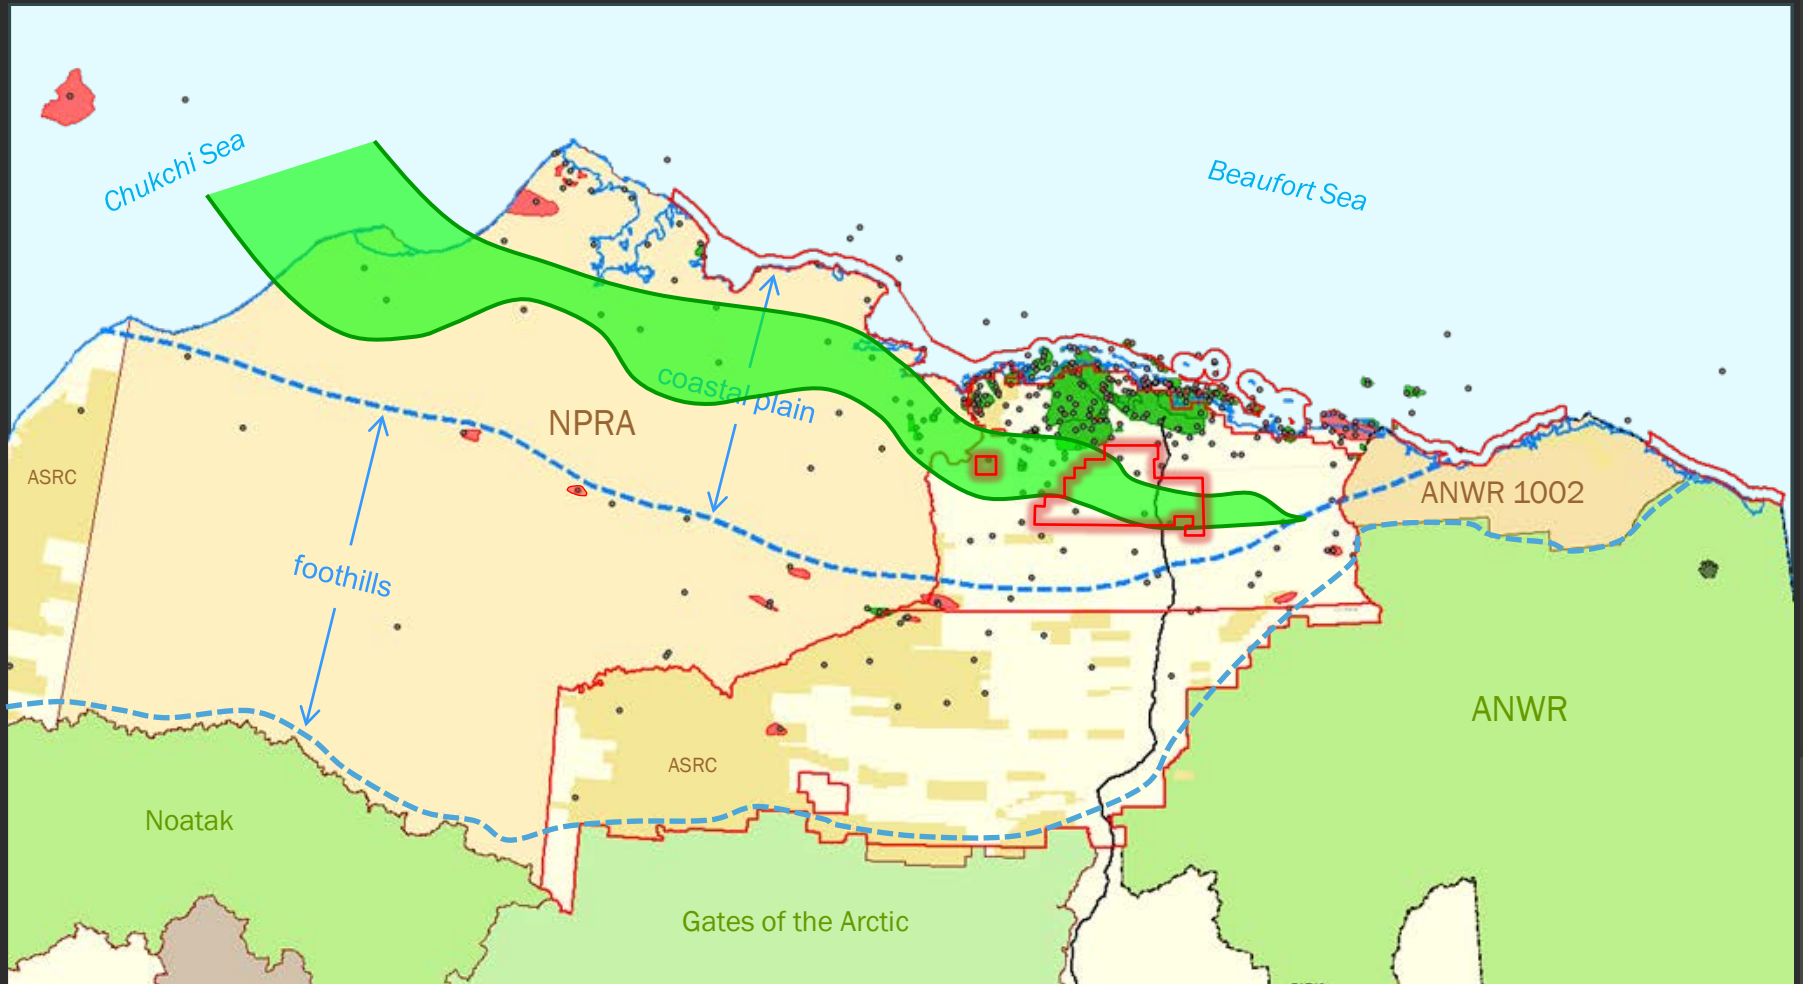 Chukchi Sea
Beaufort Sea
coastal plain
NPRA
ASRC
ANWR 1002
foothills
ANWR
ASRC
Noatak
Gates of the Arctic